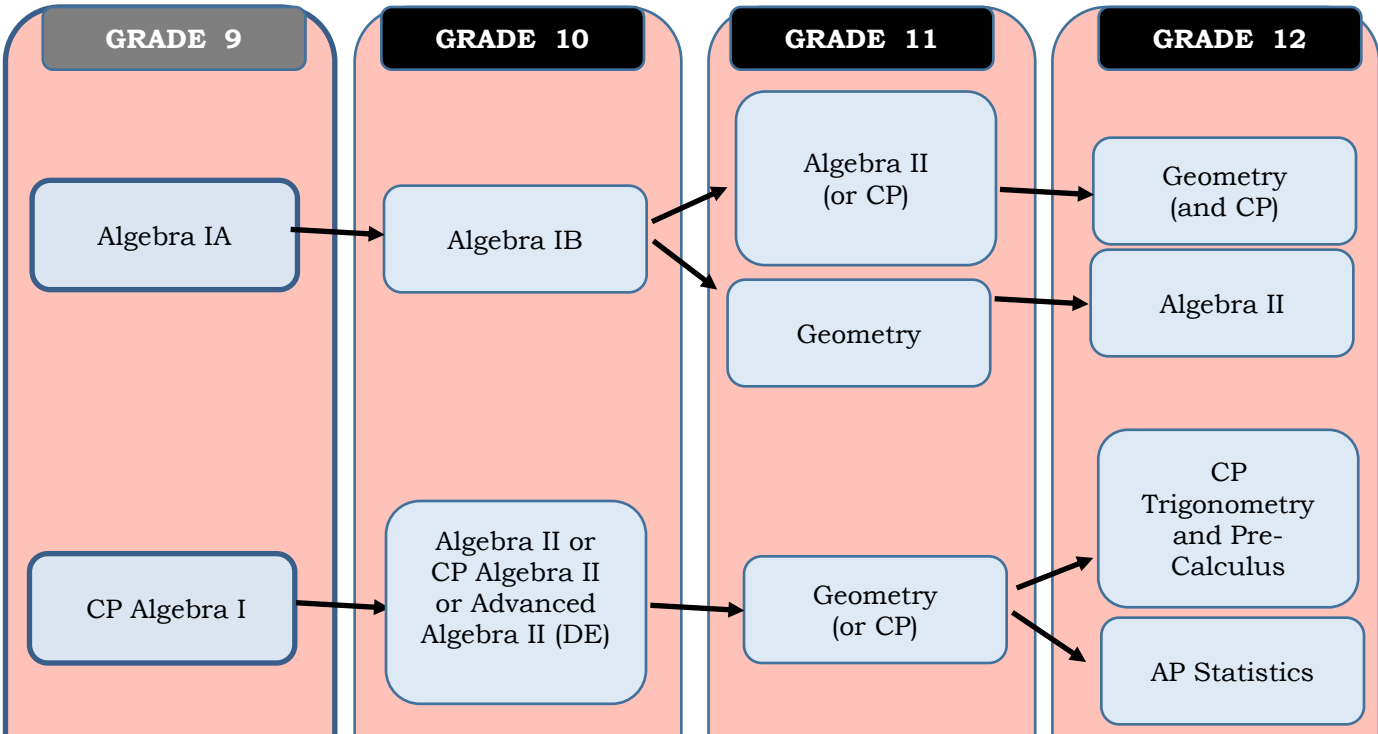 GRADE 9
GRADE 10
GRADE 11
GRADE 12
Algebra IA
Algebra IB
Algebra II
(or CP)
Geometry
(and CP)
Geometry
Algebra II
CP Algebra I
Algebra II or
CP Algebra II
or Advanced
Algebra II (DE)
Geometry
(or CP)
CP
Trigonometry
and Pre-
Calculus
AP Statistics